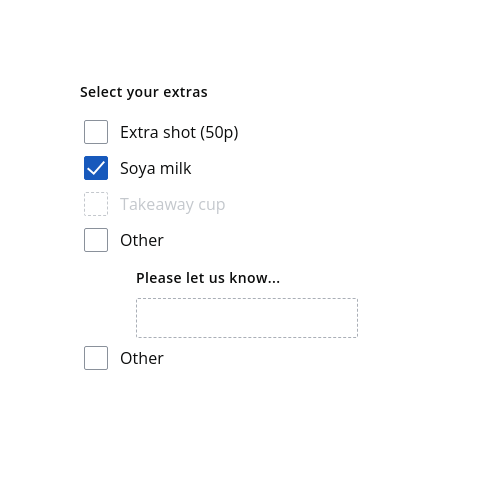 Select your extras
Extra shot (50p)
Soya milk
Takeaway cup
Other
Please let us know...
Other